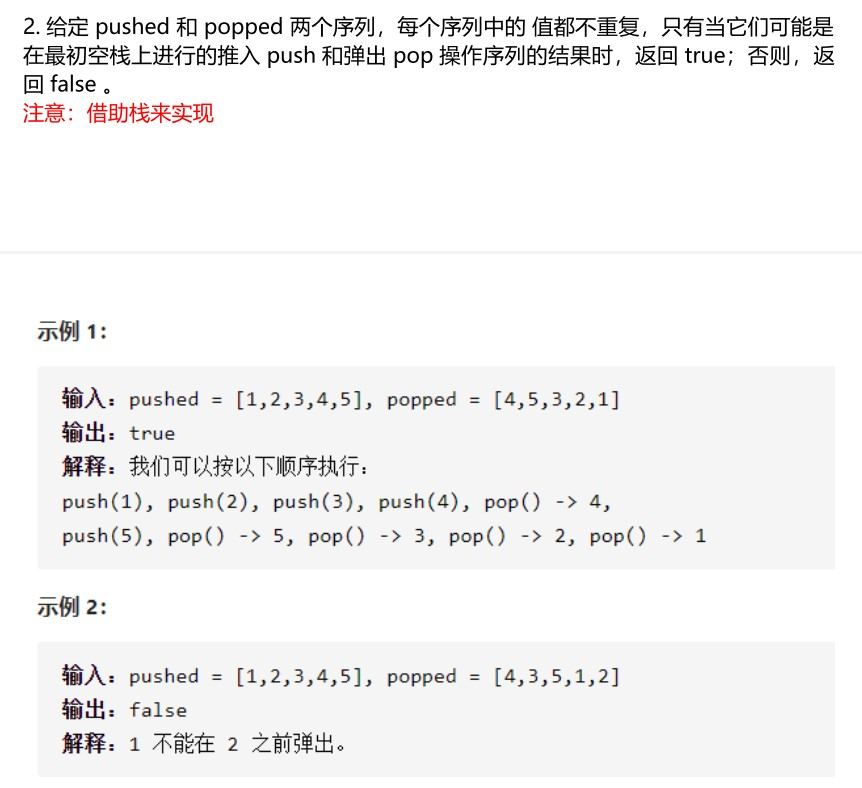 2. 给定 pushed 和 popped 两个序列，每个序列中的 值都不重复，只有当它们可能是
在最初空栈上进行的推入 push 和弹出 pop 操作序列的结果时，返回 true；否则，返
回 false 。
注意：借助栈来实现
示例 1:
输入：pushed = [1,2,3,4,5], popped = [4,5,3,2,1]
输出：true
解释：我们可以按以下顺序执行：
push(1), push(2), push(3), push(4), pop() -> 4,
push(5), pop() -> 5, pop() -> 3, pop() -> 2, pop() -> 1
示例 2:
输入：pushed = [1,2,3,4,5], popped = [4,3,5,1,2]
输出：false
解释：1 不能在 2 之前弹出。